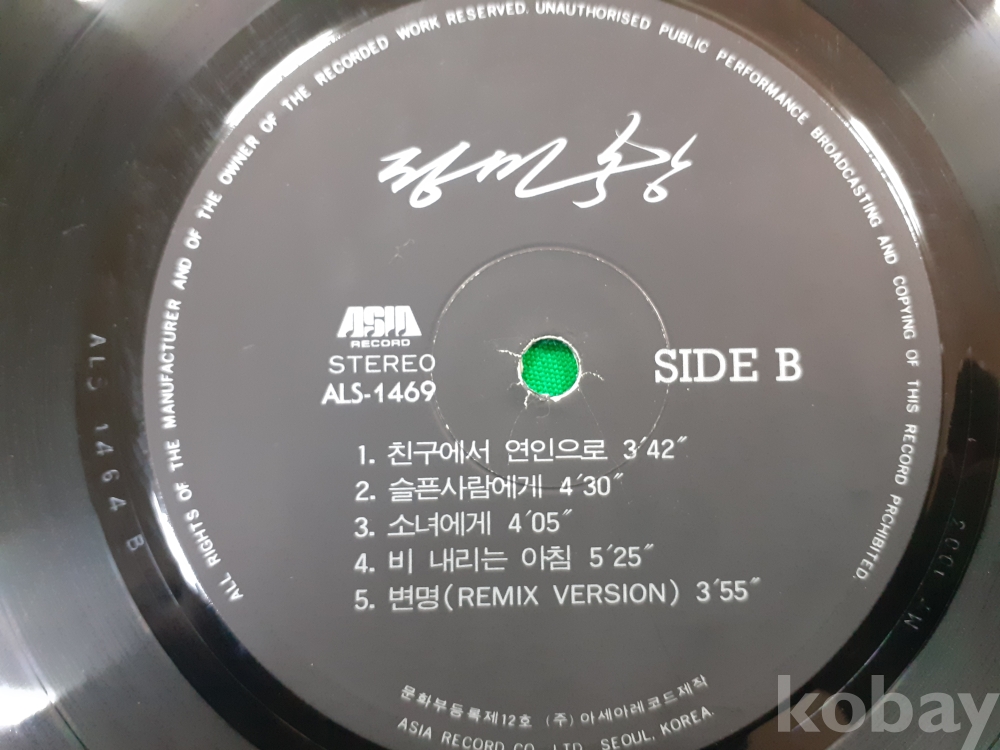 ALL RIGHTS OF THE MANUFACTURER AND OF THE OWNER OF THE RECORDED WORK RESERVED. UNAUTHORISED PUBLIC PERFORMANCE BROADCASTING AND COPYING OF THIS RECORD PRCHIBITED.
ASIA
RECORD
STEREO
ALS-1469
SIDE B
1. 친구에서 연인으로 3′42″
2. 슬픈사람에게 4′30″
3. 소녀에게 4′05″
4. 비 내리는 아침 5′25″
5. 변명(REMIX VERSION) 3′55″
문화부등록제12호 (주)아세아레코드제작
ASIA RECORD CO., LTD. SEOUL, KOREA.
ALS 1464 B
kobay